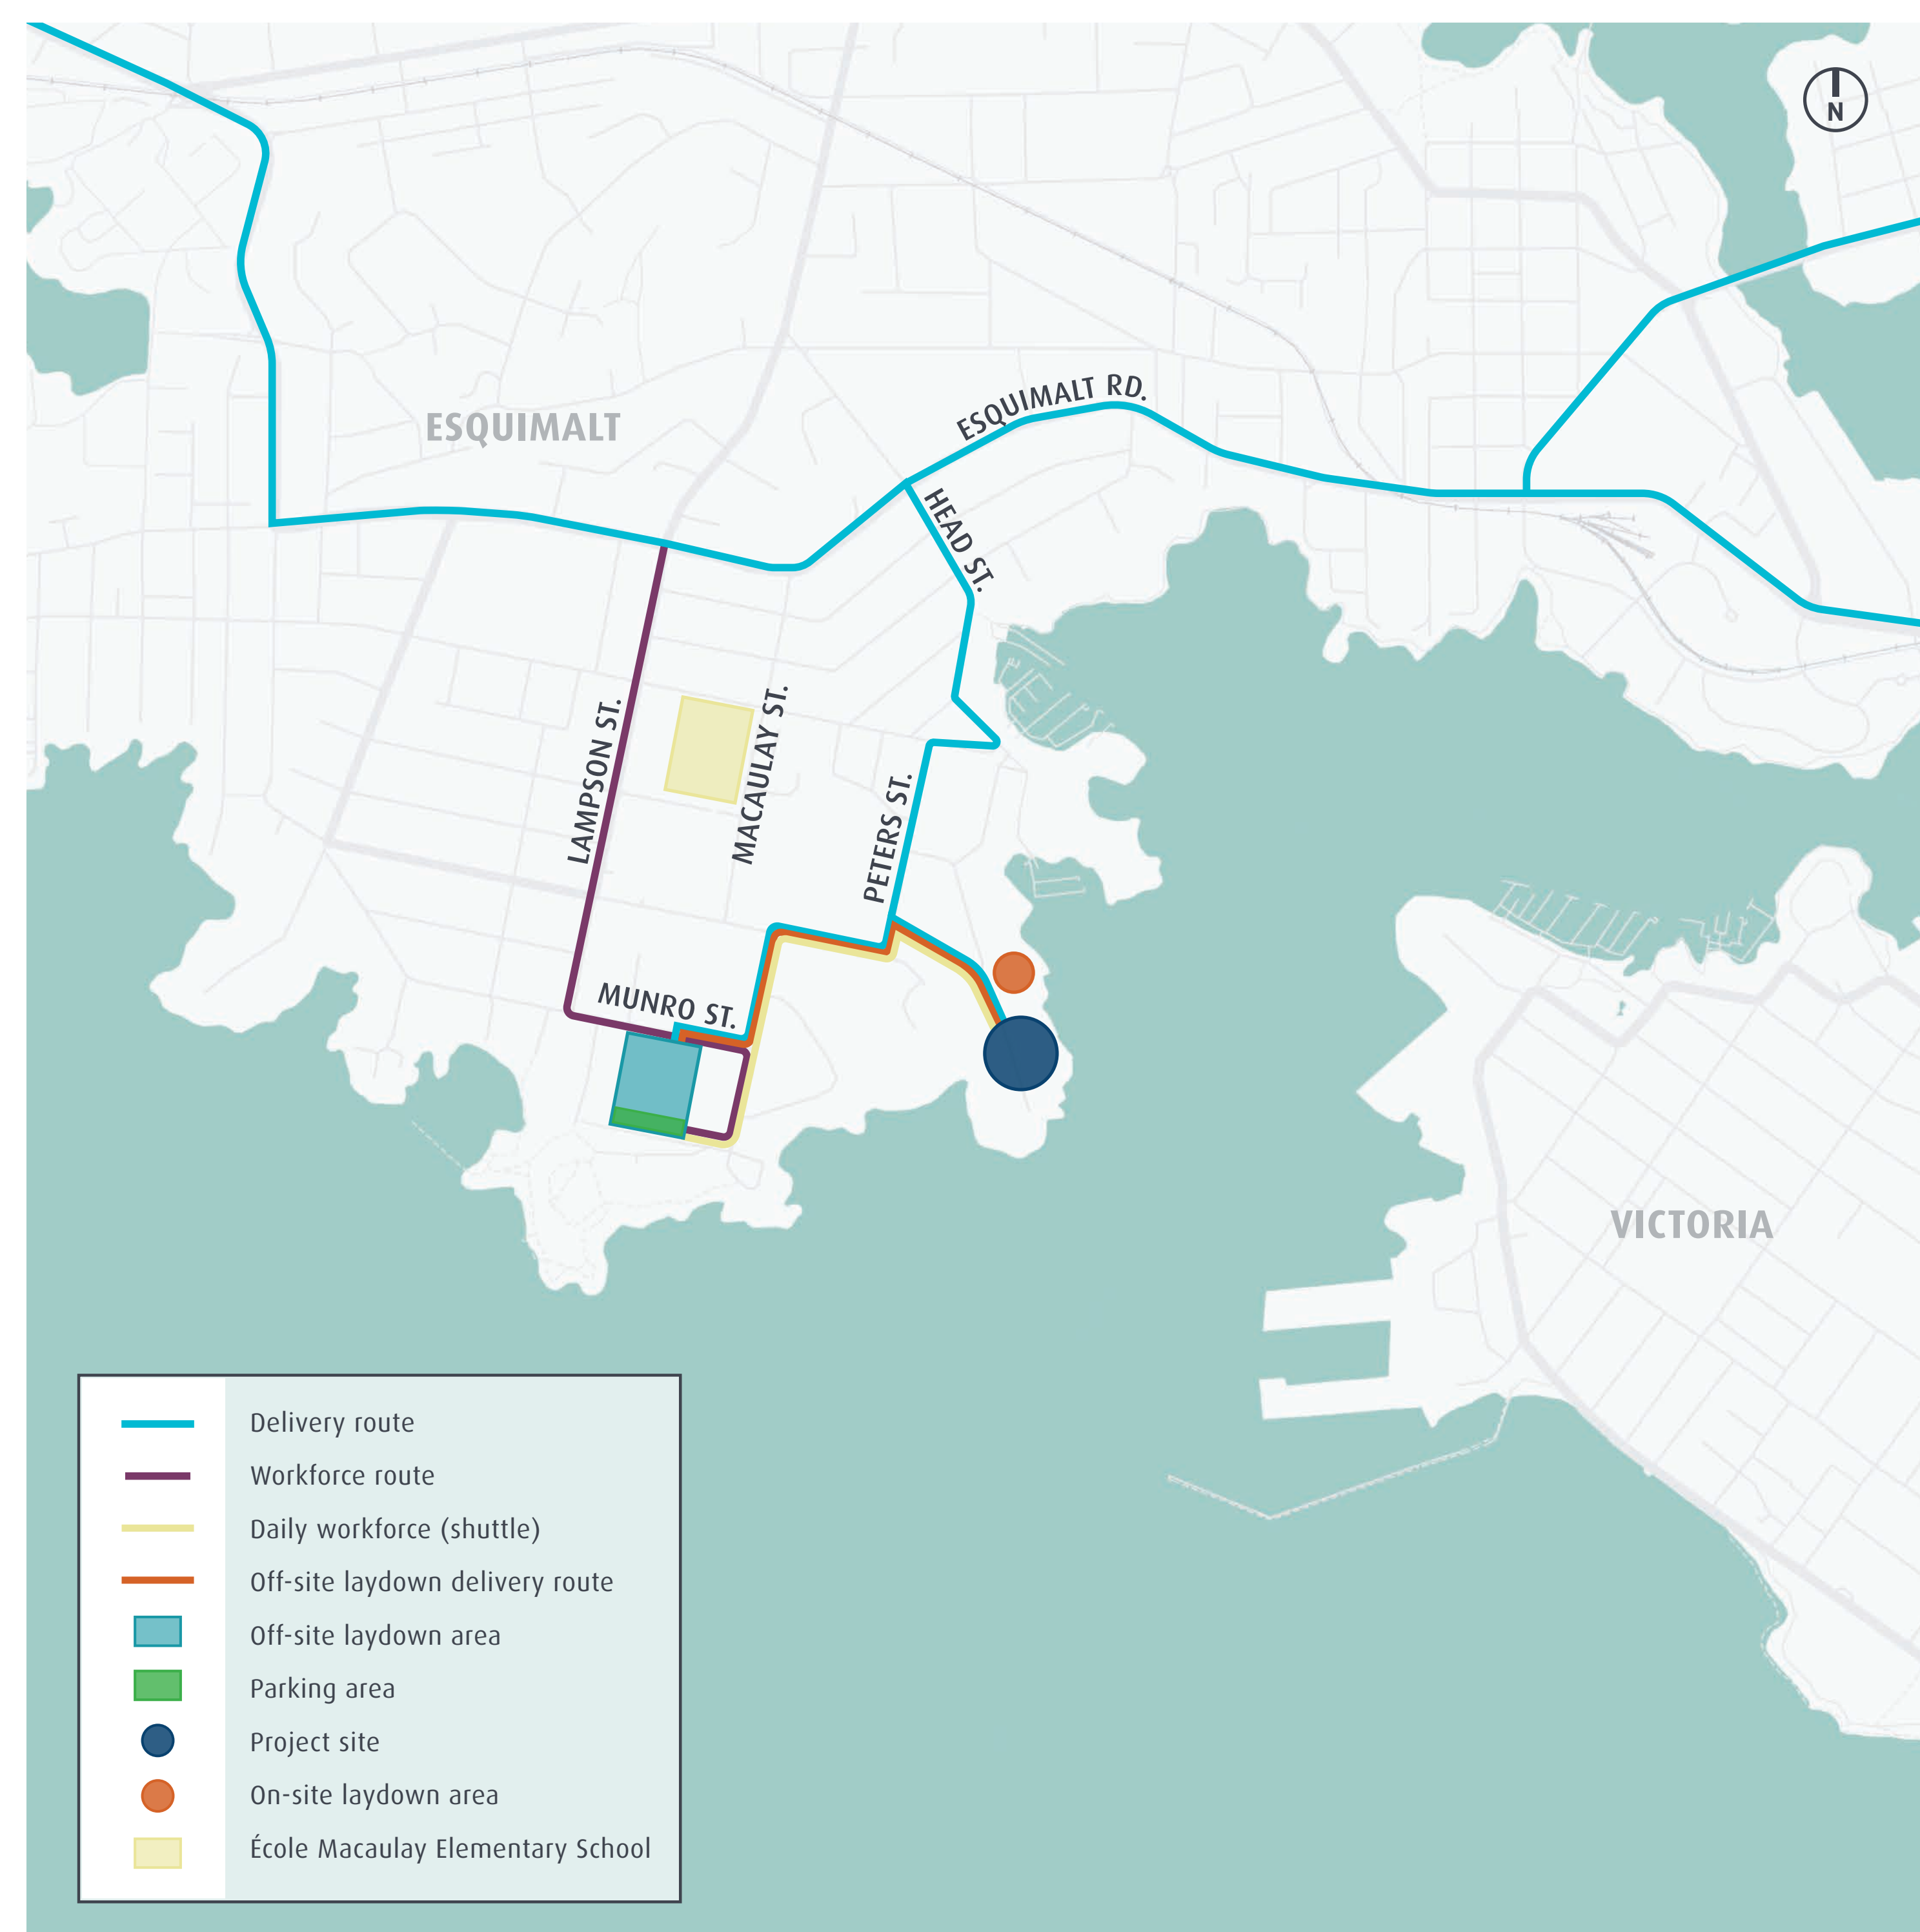 N
ESQUIMALT RD.
ESQUIMALT
HEAD ST.
LAMPSON ST.
MACAULAY ST.
PETERS ST.
MUNRO ST.
VICTORIA
Delivery route
Workforce route
Daily workforce (shuttle)
Off-site laydown delivery route
Off-site laydown area
Parking area
Project site
On-site laydown area
École Macaulay Elementary School